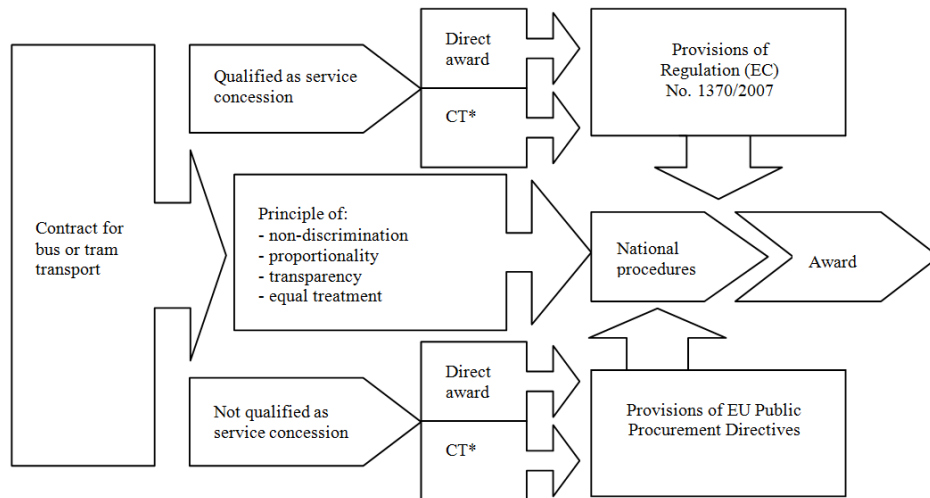 Contract for
bus or tram
transport
Qualified as service
concession
Direct
award
CT*
Provisions of
Regulation (EC)
No. 1370/2007
Principle of:
- non-discrimination
- proportionality
- transparency
- equal treatment
National
procedures
Award
Not qualified as
service concession
Direct
award
CT*
Provisions of EU Public
Procurement Directives